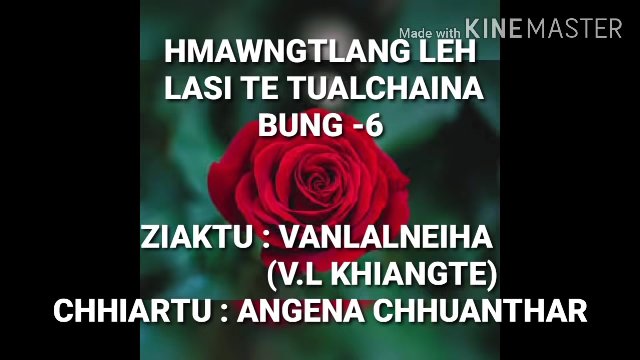 Made with KINEMASTER
HMAWNGTLANG LEH
LASI TE TUALCHAINA
BUNG -6
ZIAKTU : VANLALNEIHA
(V.L KHIANGTE)
CHHIARTU : ANGENA CHHUANTHAR